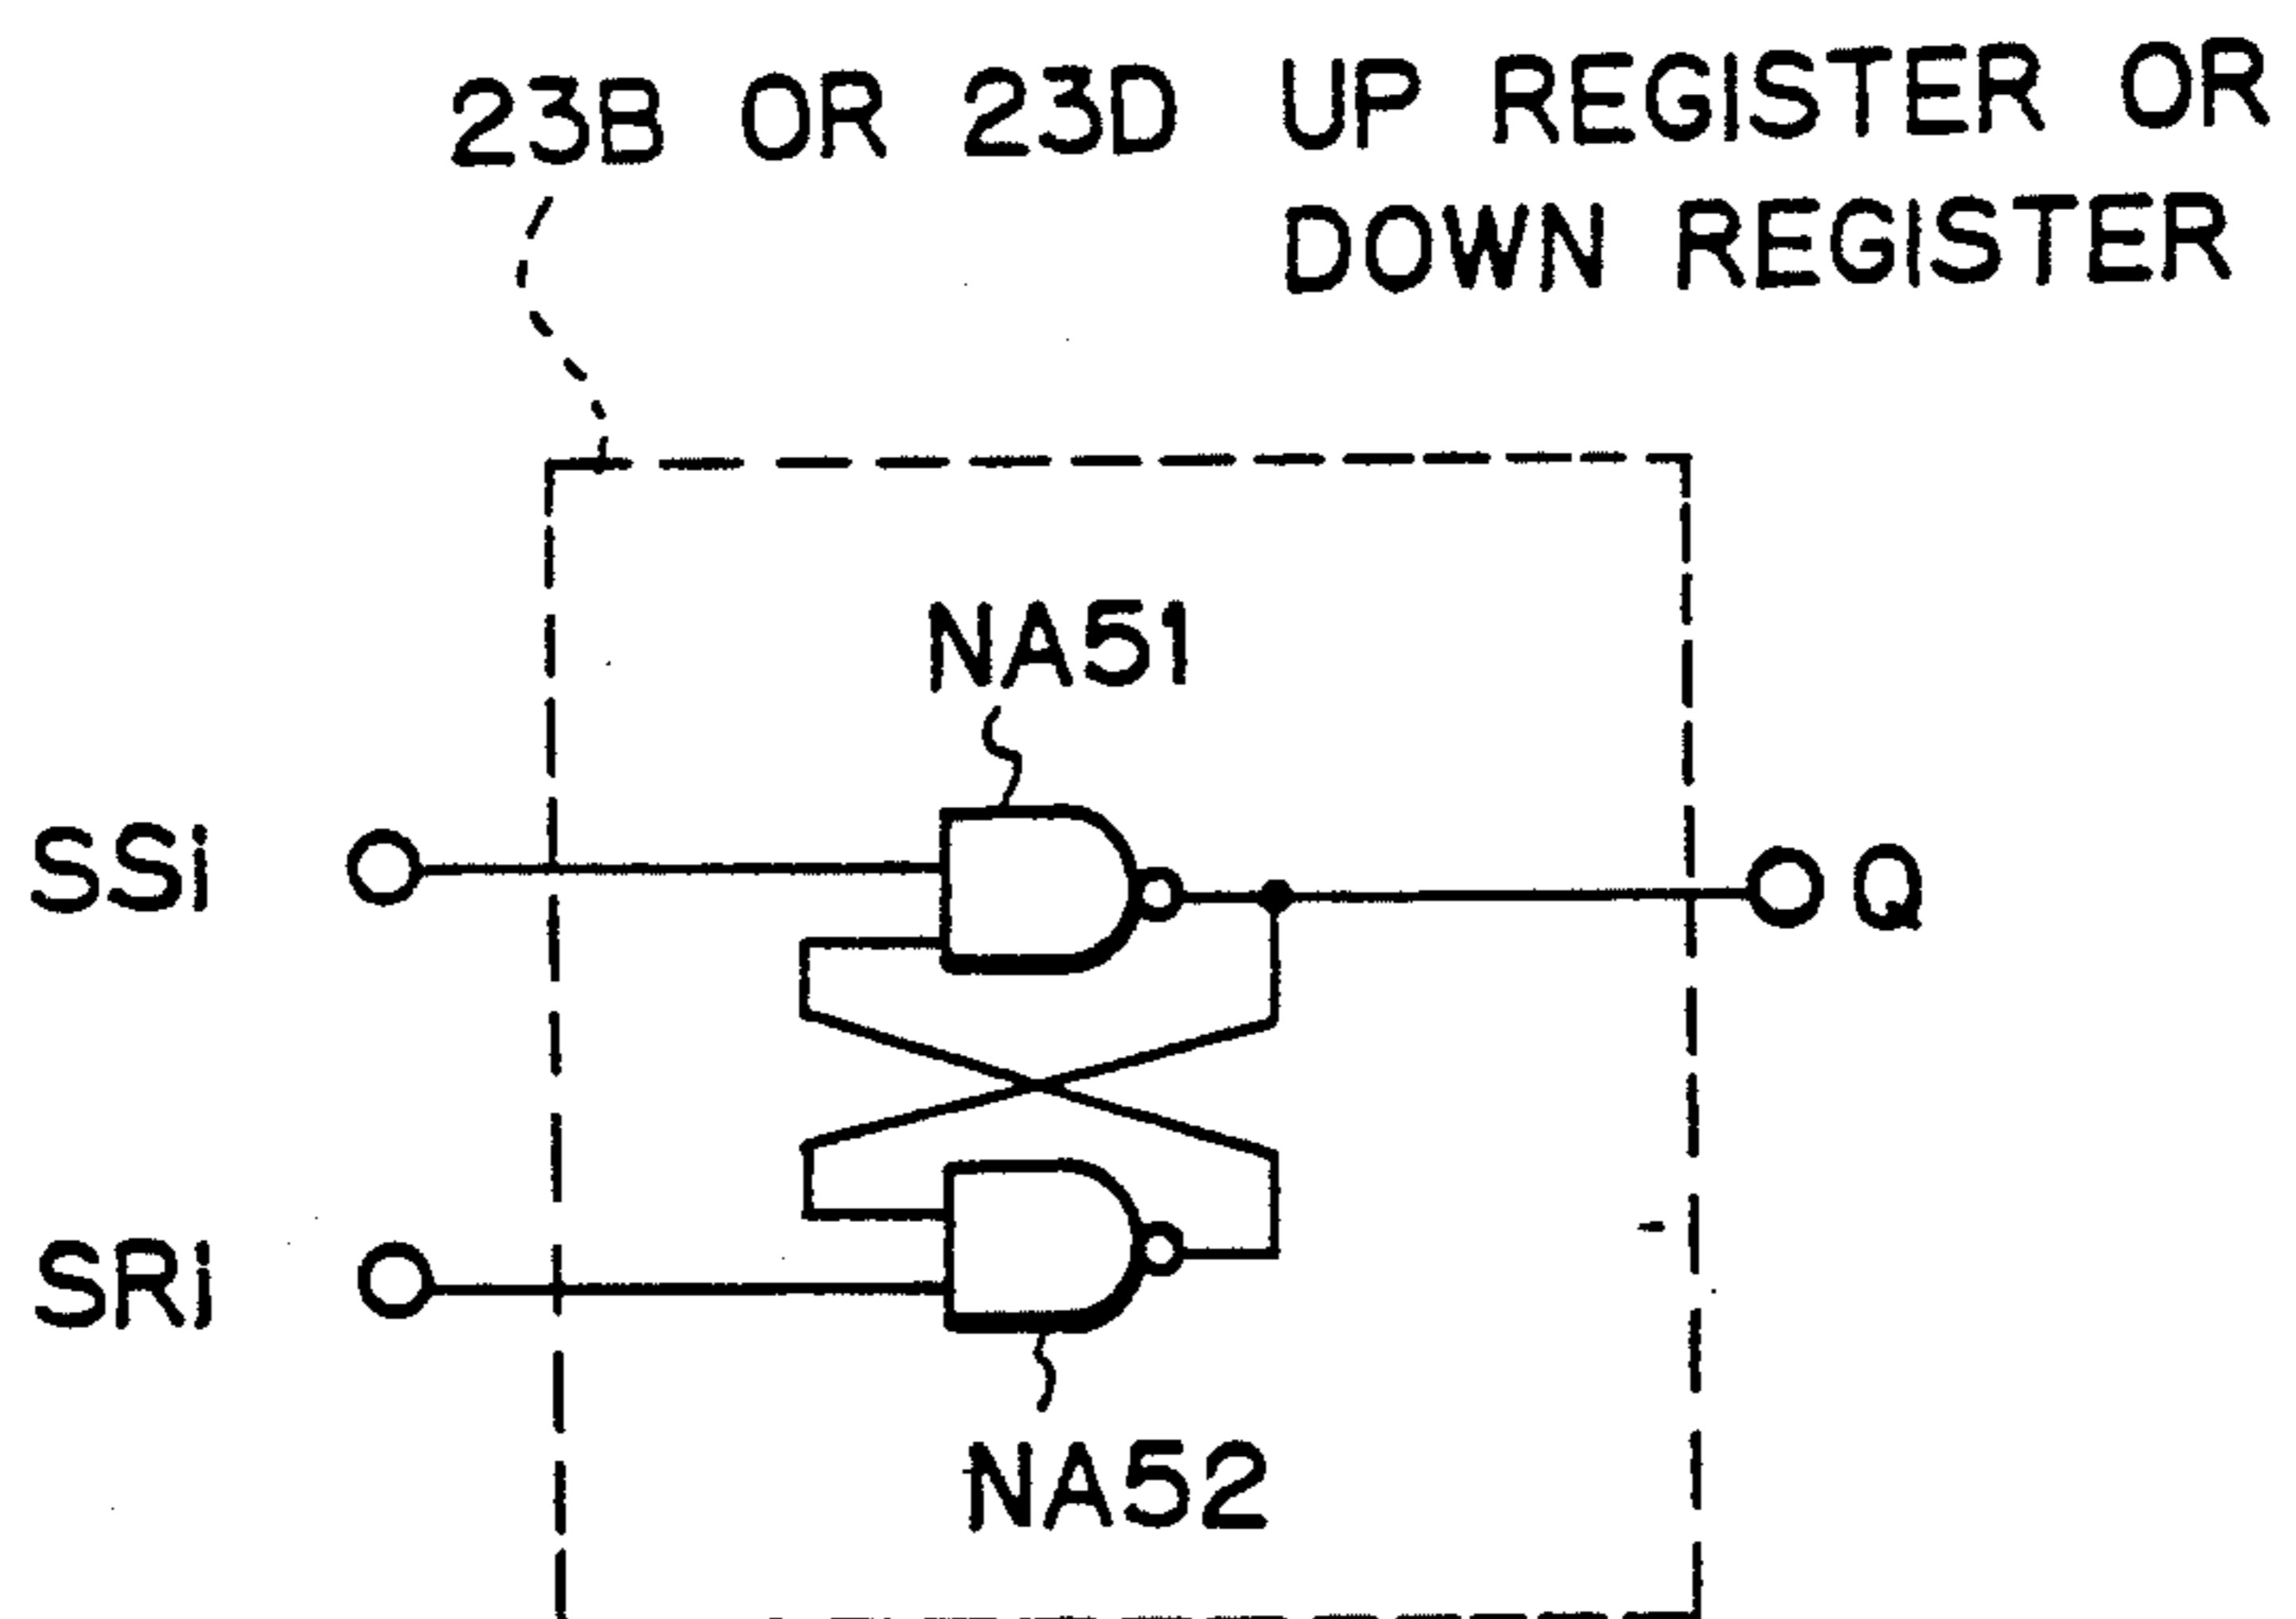 23B OR 23D UP REGISTER OR
DOWN REGISTER
NA51
SSi
Q
SRi
NA52